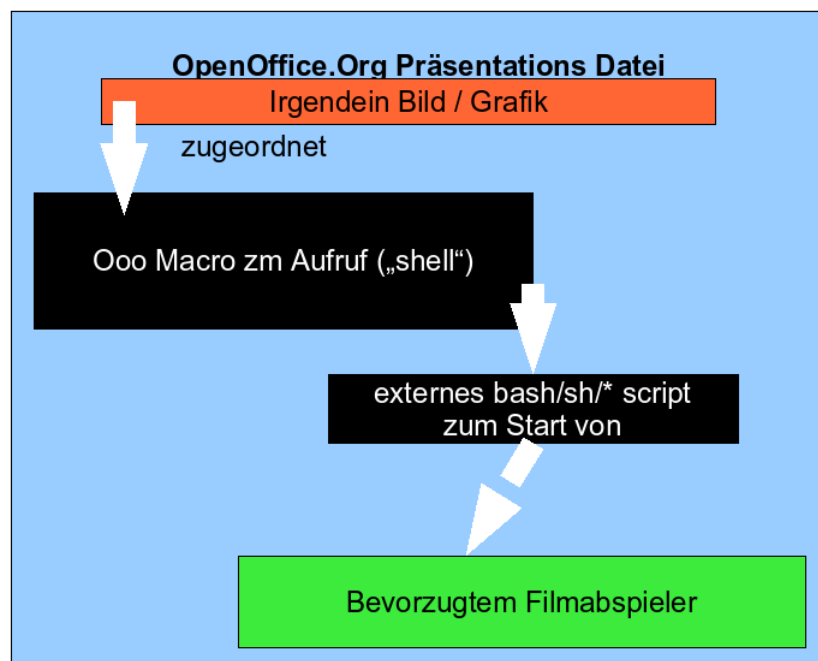 OpenOffice.Org Präsentations Datei
Irgendein Bild / Grafik
zugeordnet
Ooo Macro zm Aufruf („shell“)
externes bash/sh/* script
zum Start von
Bevorzugtem Filmabspieler